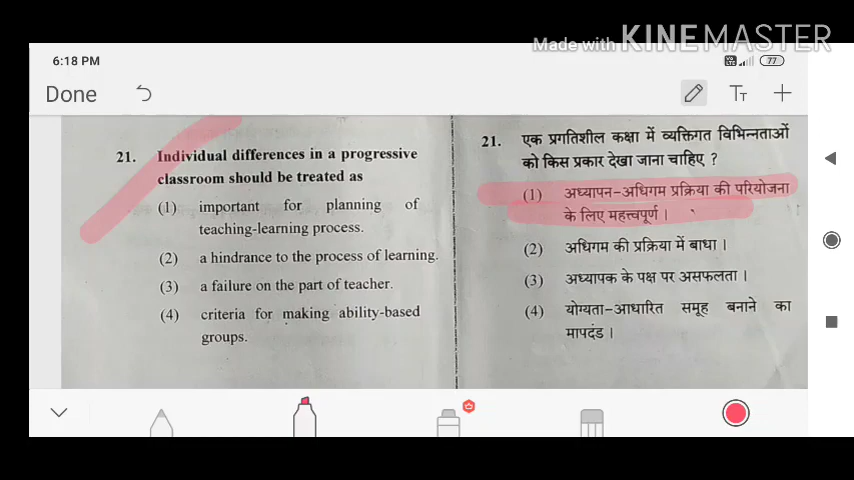 Made with KINEMASTER
6:18 PM
77
Done
TT
21. Individual differences in a progressive
classroom should be treated as
(1) important for planning of
teaching-learning process.
(2) a hindrance to the process of learning.
(3) a failure on the part of teacher.
(4) criteria for making ability-based
groups.
21. एक प्रगतिशील कक्षा में व्यक्तिगत विभिन्नताओं
को किस प्रकार देखा जाना चाहिए ?
(1) अध्यापन-अधिगम प्रक्रिया की परियोजना
के लिए महत्त्वपूर्ण ।
(2) अधिगम की प्रक्रिया में बाधा ।
(3) अध्यापक के पक्ष पर असफलता ।
(4) योग्यता-आधारित समूह बनाने का
मापदंड ।